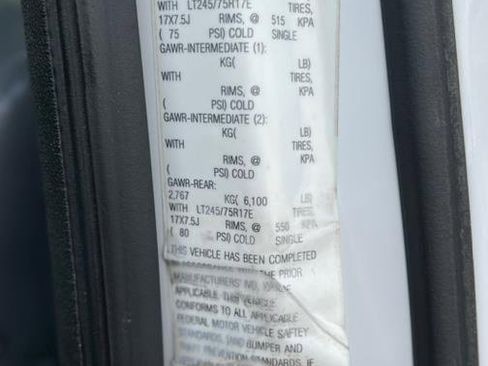 WITH LT245/75R17E TIRES,
17X7.5J RIMS, @ 515 KPA
( 75 PSI) COLD SINGLE
GAWR-INTERMEDIATE (1):
KG( LB)
WITH TIRES,
RIMS, @ KPA
( PSI) COLD
GAWR-INTERMEDIATE (2):
KG( LB)
WITH TIRES,
RIMS, @ KPA
( PSI) COLD
GAWR-REAR:
2,767 KG( 6,100 LB)
WITH LT245/75R17E TIRES,
17X7.5J RIMS, @ 550 KPA
( 80 PSI) COLD SINGLE
THIS VEHICLE HAS BEEN COMPLETED
THE PRIOR
MANUFACTURERS'
APPLICABLE. THIS VEHICLE
CONFORMS TO ALL APPLICABLE
FEDERAL MOTOR VEHICLE SAFTEY
STANDARDS, [AND BUMPER AND
THEFT PREVENTION STANDARDS, IF